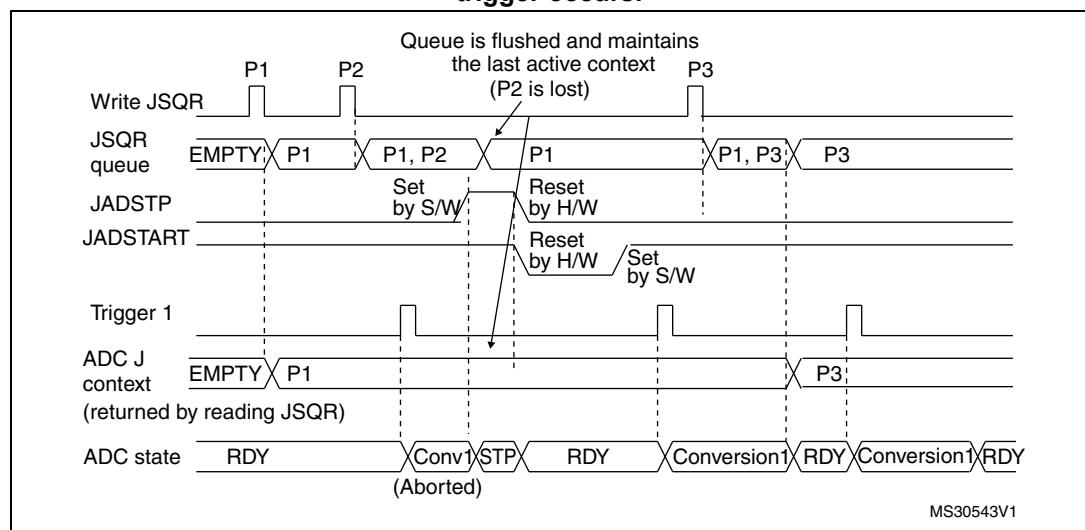 trigger occurs.
Queue is flushed and maintains
the last active context
(P2 is lost)
P1
P2
P3
Write JSQR
JSQR
queue
EMPTY
P1
P1, P2
P1
P1, P3
P3
Set
by S/W
Reset
by H/W
JADSTP
JADSTART
Reset
by H/W
Set
by S/W
Trigger 1
ADC J
context
(returned by reading JSQR)
EMPTY
P1
P3
ADC state
RDY
Conv1
STP
RDY
Conversion1
RDY
Conversion1
RDY
(Aborted)
MS30543V1